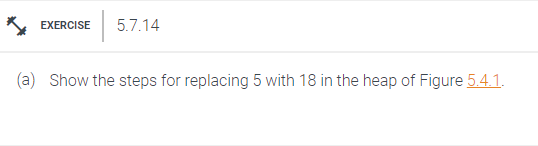 EXERCISE 5.7.14
(a) Show the steps for replacing 5 with 18 in the heap of Figure 5.4.1.